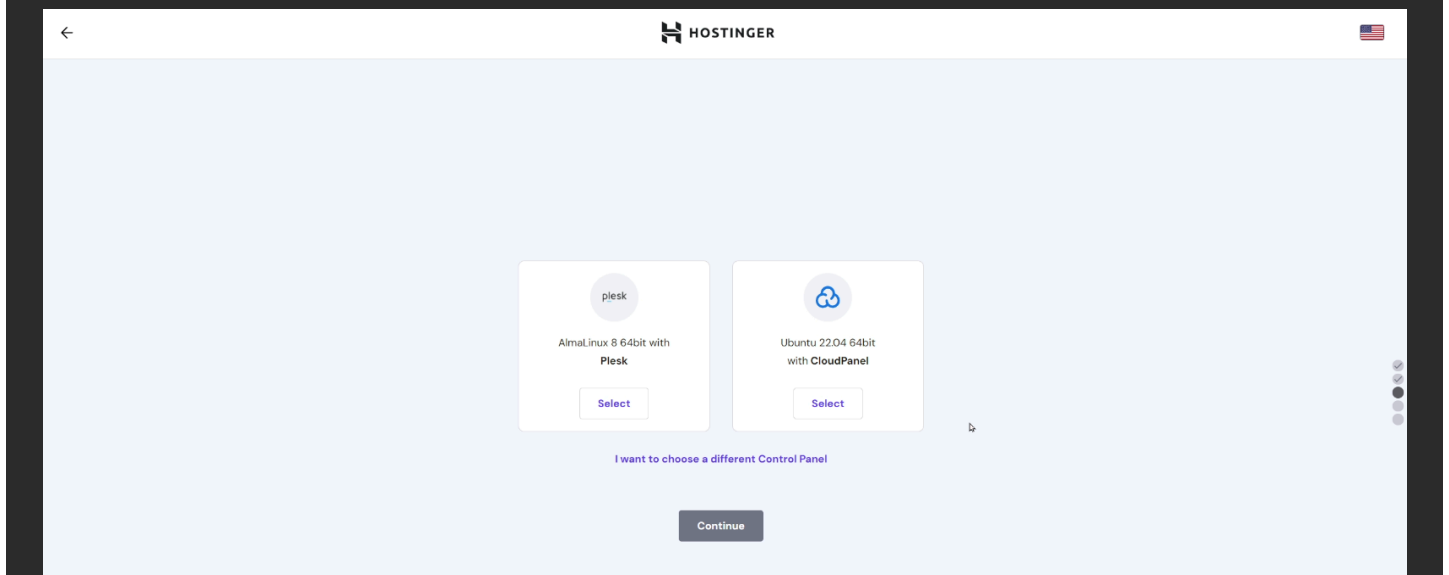 HOSTINGER
plesk
AlmaLinux 8 64bit with
Plesk
Select
Ubuntu 22.04 64bit
with CloudPanel
Select
I want to choose a different Control Panel
Continue